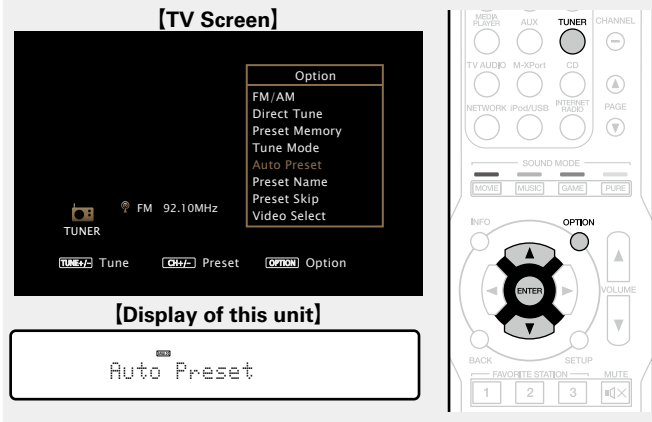 【TV Screen】
Option
FM/AM
Direct Tune
Preset Memory
Tune Mode
Auto Preset
Preset Name
Preset Skip
Video Select
FM 92.10MHz
TUNER
TUNE+/- Tune CH+/- Preset OPTION Option
【Display of this unit】
Auto Preset
MEDIA PLAYER AUX TUNER CHANNEL
TV AUDIO M-XPort CD
NETWORK iPod/USB INTERNET RADIO PAGE
SOUND MODE
MOVIE MUSIC GAME PURE
INFO OPTION
ENTER
VOLUME
BACK SETUP
FAVORITE STATION MUTE
1 2 3